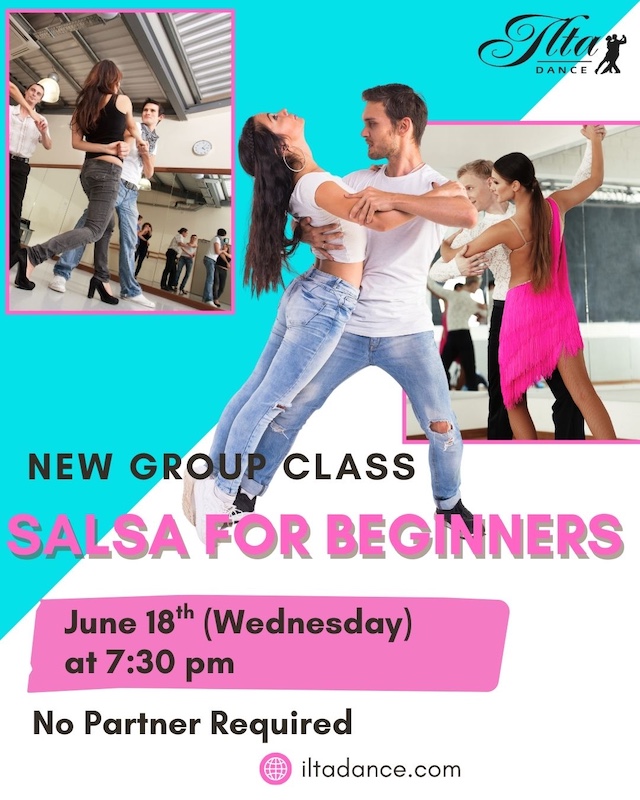 Ilta
DANCE
NEW GROUP CLASS
SALSA FOR BEGINNERS
June 18th (Wednesday)
at 7:30 pm
No Partner Required
iltadance.com